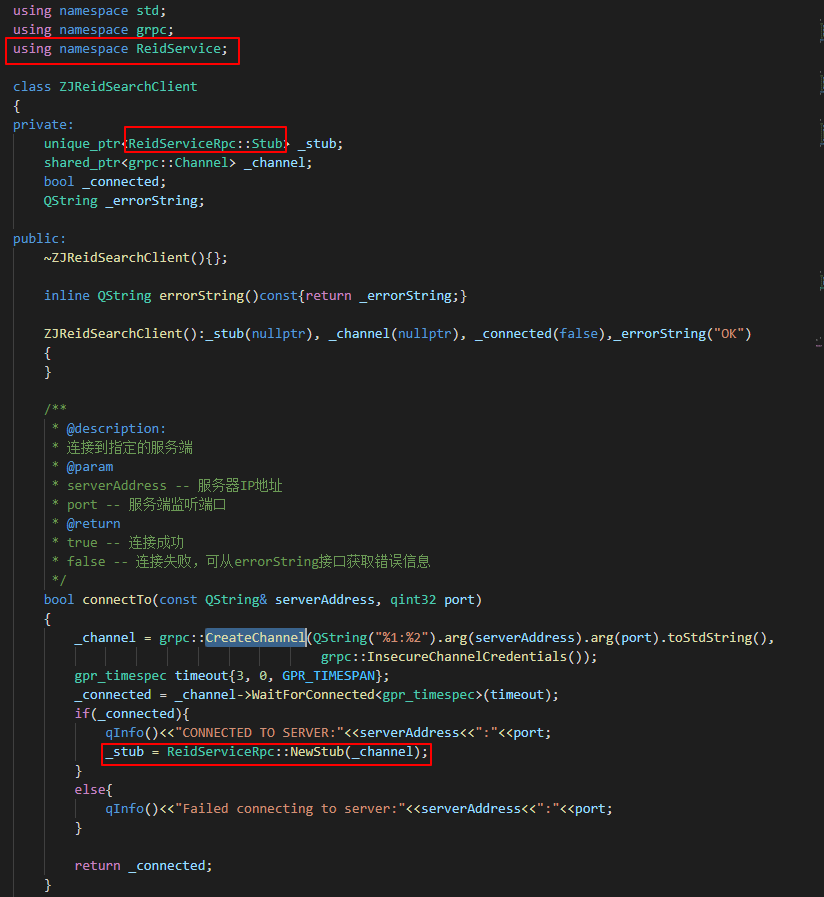 using namespace std;
using namespace grpc;
using namespace ReidService;
class ZJReidSearchClient
{
private:
unique_ptr<ReidServiceRpc::Stub> _stub;
shared_ptr<grpc::Channel> _channel;
bool _connected;
QString _errorString;
public:
~ZJReidSearchClient(){};
inline QString errorString()const{return _errorString;}
ZJReidSearchClient():_stub(nullptr), _channel(nullptr), _connected(false),_errorString("OK")
{
}
/**
* @description:
* 连接到指定的服务端
* @param
* serverAddress -- 服务器IP地址
* port -- 服务端监听端口
* @return
* true -- 连接成功
* false -- 连接失败，可从errorString接口获取错误信息
*/
bool connectTo(const QString& serverAddress, qint32 port)
{
_channel = grpc::CreateChannel(QString("%1:%2").arg(serverAddress).arg(port).toStdString(),
grpc::InsecureChannelCredentials());
gpr_timespec timeout{3, 0, GPR_TIMESPAN};
_connected = _channel->WaitForConnected<gpr_timespec>(timeout);
if(_connected){
qInfo()<<"CONNECTED TO SERVER:"<<serverAddress<<":"<<port;
_stub = ReidServiceRpc::NewStub(_channel);
}
else{
qInfo()<<"Failed connecting to server:"<<serverAddress<<":"<<port;
}
return _connected;
}